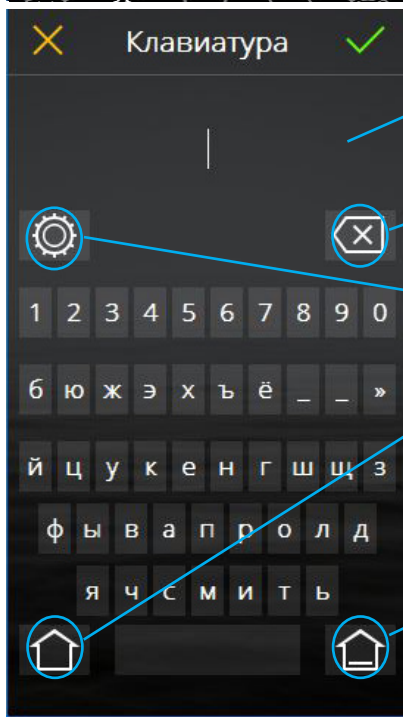 Клавиатура
1 2 3 4 5 6 7 8 9 0
б ю ж э х ъ ё _ _ »
й ц у к е н г ш щ з
ф ы в а п р о л д
я ч с м и т ь